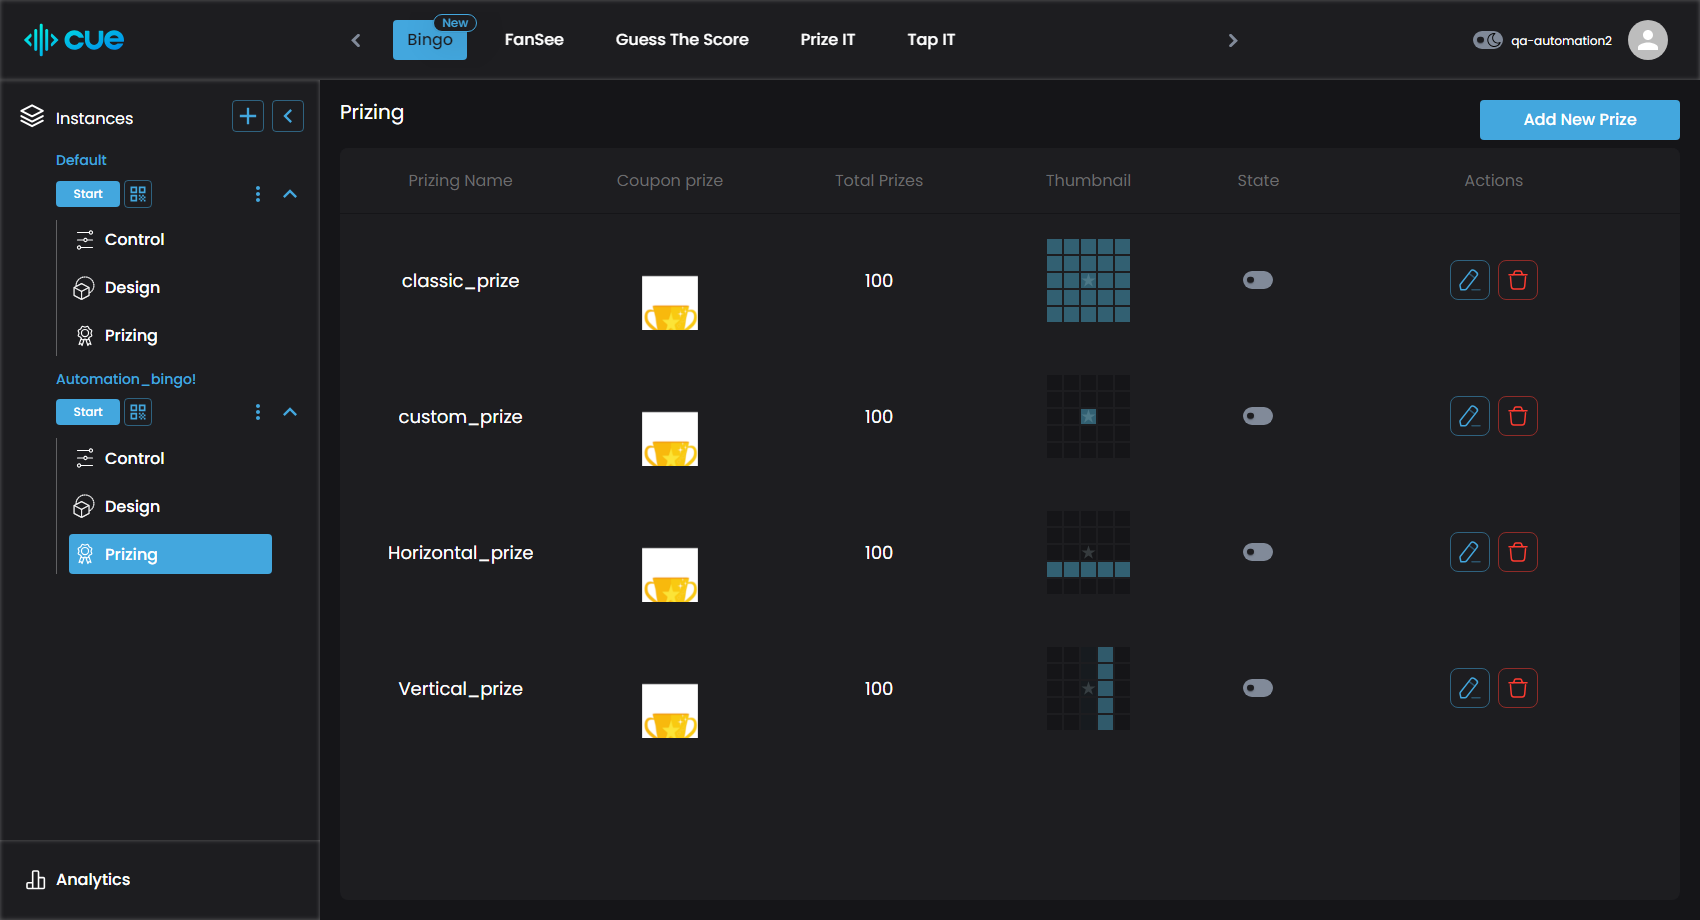 cue
New
Bingo
FanSee
Guess The Score
Prize IT
Tap IT
qa-automation2
Instances
Default
Start
Control
Design
Prizing
Automation_bingo!
Start
Control
Design
Prizing
Analytics
Prizing
Add New Prize
Prizing Name Coupon prize Total Prizes Thumbnail State Actions
classic_prize 100
custom_prize 100
Horizontal_prize 100
Vertical_prize 100